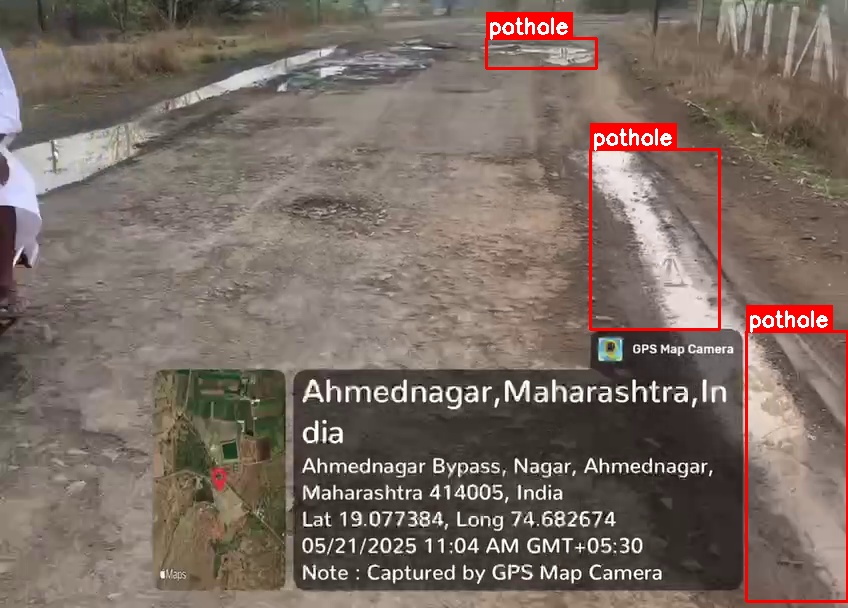 pothole
pothole
pothole
GPS Map Camera
Ahmednagar,Maharashtra,In
dia
Ahmednagar Bypass, Nagar, Ahmednagar,
Maharashtra 414005, India
Lat 19.077384, Long 74.682674
05/21/2025 11:04 AM GMT+05:30
Note : Captured by GPS Map Camera
Maps